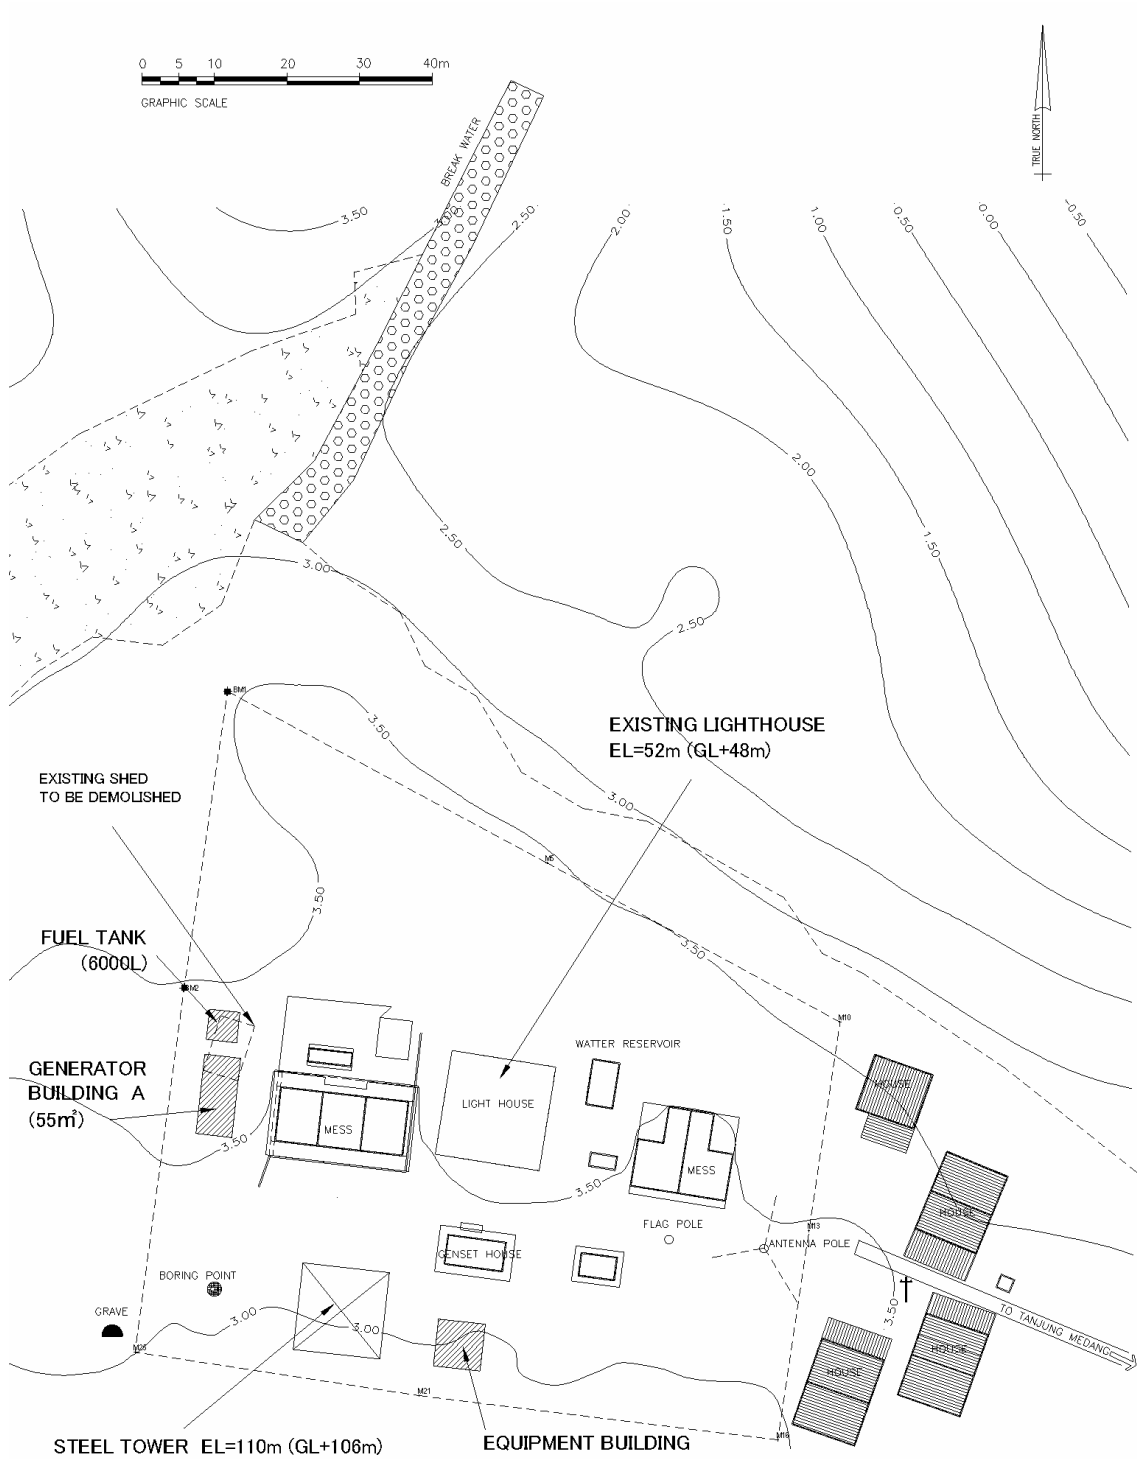 0 5 10 20 30 40m
GRAPHIC SCALE
TRUE NORTH
BREAK WATER
3.50
3.00
2.50
2.00
1.50
1.00
0.50
0.00
-0.50
2.00
2.50
1.50
3.00
2.50
BM1
3.50
EXISTING LIGHTHOUSE
EL=52m (GL+48m)
EXISTING SHED
TO BE DEMOLISHED
3.00
M5
3.50
FUEL TANK
(6000L)
3.50
BM2
M10
WATTER RESERVOIR
GENERATOR
BUILDING A
(55㎡)
HOUSE
LIGHT HOUSE
MESS
3.50
MESS
3.50
HOUSE
FLAG POLE
M13
ANTENNA POLE
GENSET HOUSE
BORING POINT
GRAVE
3.00
3.00
3.50
TO TANJUNG MEDANG
M26
HOUSE
HOUSE
M21
M16
STEEL TOWER EL=110m (GL+106m)
EQUIPMENT BUILDING